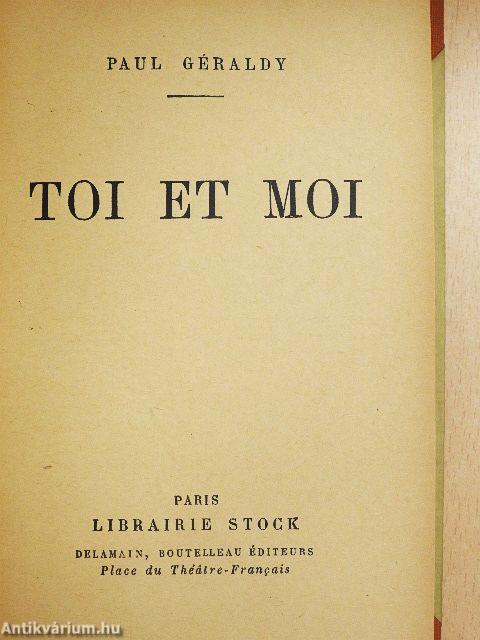 PAUL GÉRALDY
TOI ET MOI
PARIS
LIBRAIRIE STOCK
DELAMAIN, BOUTELLEAU ÉDITEURS
Place du Théâtre-Français
Antikvárium.hu